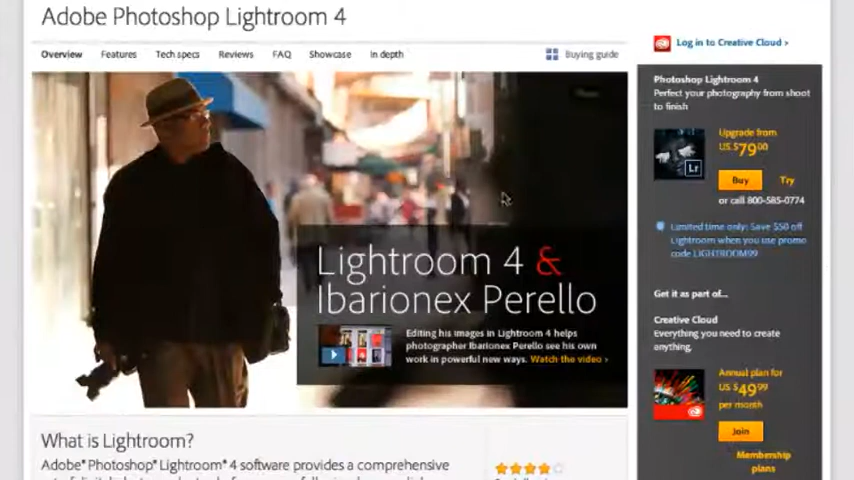 Adobe Photoshop Lightroom 4
Log in to Creative Cloud ›
Overview Features Tech specs Reviews FAQ Showcase In depth Buying guide
Lightroom 4 &
Ibarionex Perello
Editing his images in Lightroom 4 helps
photographer Ibarionex Perello see his own
work in powerful new ways. Watch the video ›
What is Lightroom?
Adobe® Photoshop® Lightroom® 4 software provides a comprehensive
Photoshop Lightroom 4
Perfect your photography from shoot
to finish
Lr
Upgrade from
US $79.00
Buy Try
or call 800-585-0774
Limited time only: Save $50 off
Lightroom when you use promo
code LIGHTROOM99
Get it as part of...
Creative Cloud
Everything you need to create
anything.
Annual plan for
US $49.99
per month
Join
Membership
plans